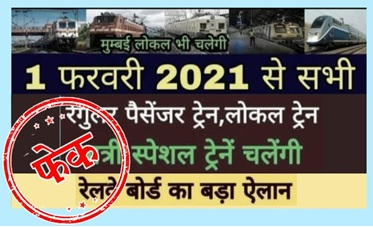 मुम्बई लोकल भी चलेगी
1 फरवरी 2021 से सभी
रेगुलर पैसेंजर ट्रेन,लोकल ट्रेन
स्पेशल ट्रेनें चलेंगी
रेलवे बोर्ड का बड़ा ऐलान
फेक